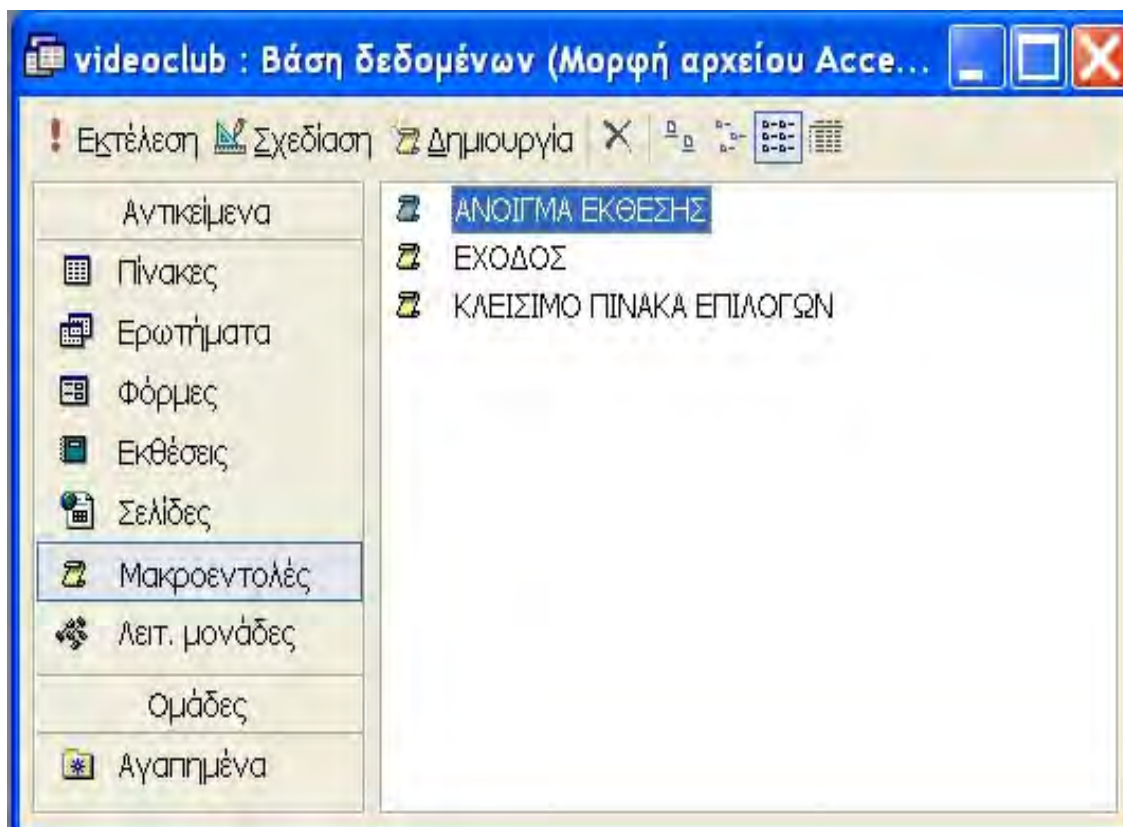 videoclub : Βάση δεδομένων (Μορφή αρχείου Acce...
! Εκτέλεση Σχεδίαση Δημιουργία
Αντικείμενα
Πίνακες
Ερωτήματα
Φόρμες
Εκθέσεις
Σελίδες
Μακροεντολές
Λειτ. μονάδες
Ομάδες
Αγαπημένα
ΑΝΟΙΓΜΑ ΕΚΘΕΣΗΣ
ΕΧΟΔΟΣ
ΚΛΕΙΣΙΜΟ ΠΙΝΑΚΑ ΕΠΙΛΟΓΩΝ